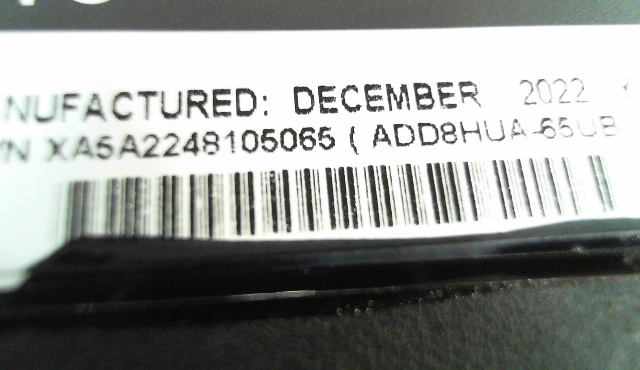 NUFACTURED: DECEMBER 2022
/N XA5A2248105065 ( ADD8HUA-65UB